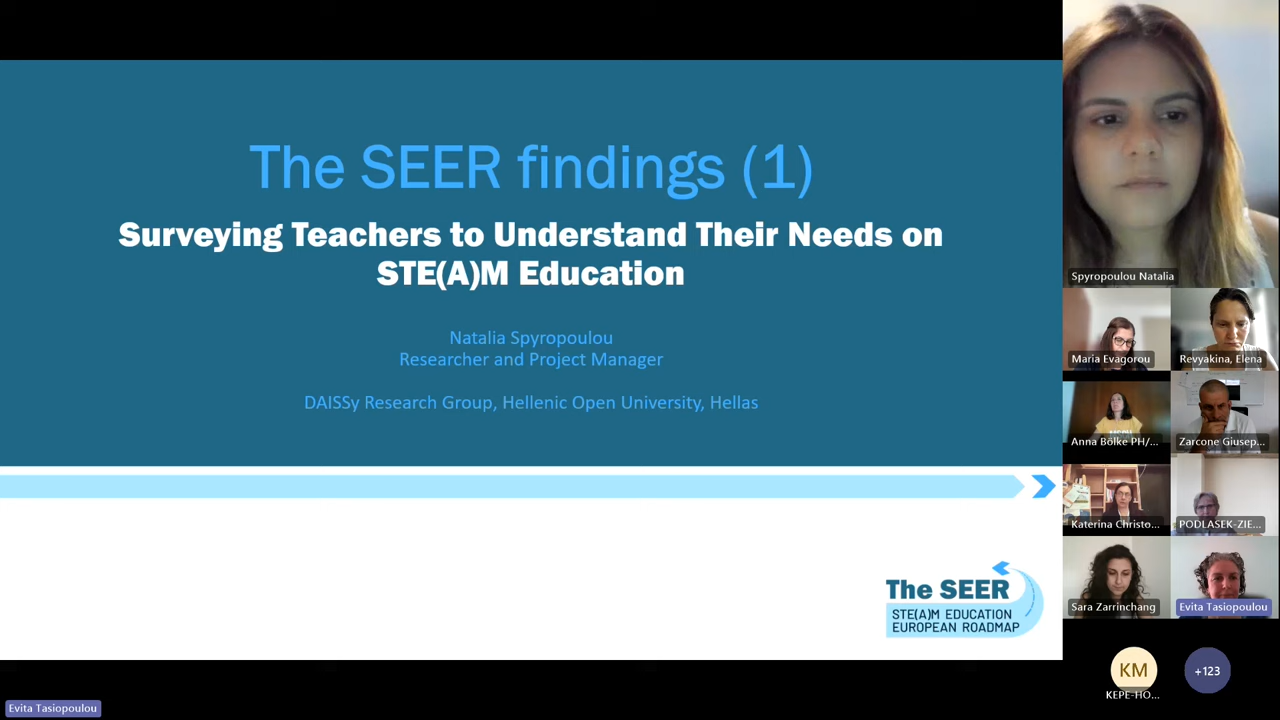 The SEER findings (1)
Surveying Teachers to Understand Their Needs on
STE(A)M Education
Natalia Spyropoulou
Researcher and Project Manager
DAISSy Research Group, Hellenic Open University, Hellas
The SEER
STE(A)M EDUCATION
EUROPEAN ROADMAP
Spyropoulou Natalia
Maria Evagorou
Revyakina, Elena
Anna Bölke PH/...
Zarcone Giusep...
Katerina Christo...
PODLASEK-ZIE...
Sara Zarrinchang
Evita Tasiopoulou
KM
+123
KEPE-HO...
Evita Tasiopoulou